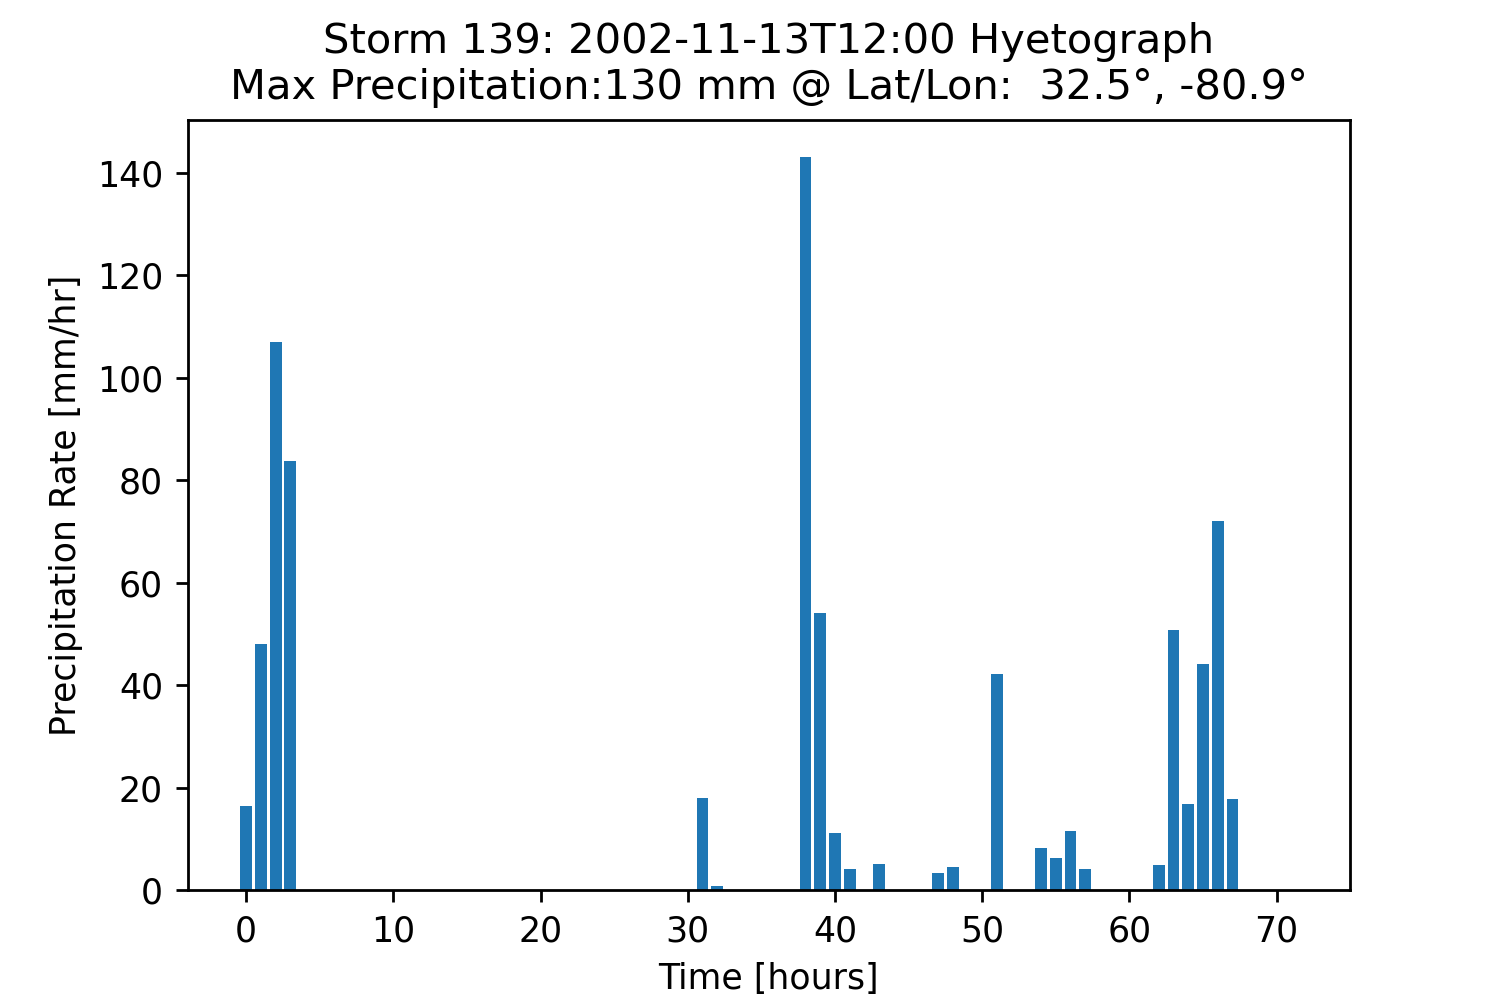 Storm 139: 2002-11-13T12:00 Hyetograph
Max Precipitation:130 mm @ Lat/Lon:  32.5°, -80.9°
Precipitation Rate [mm/hr]
140
120
100
80
60
40
20
0
0 10 20 30 40 50 60 70
Time [hours]